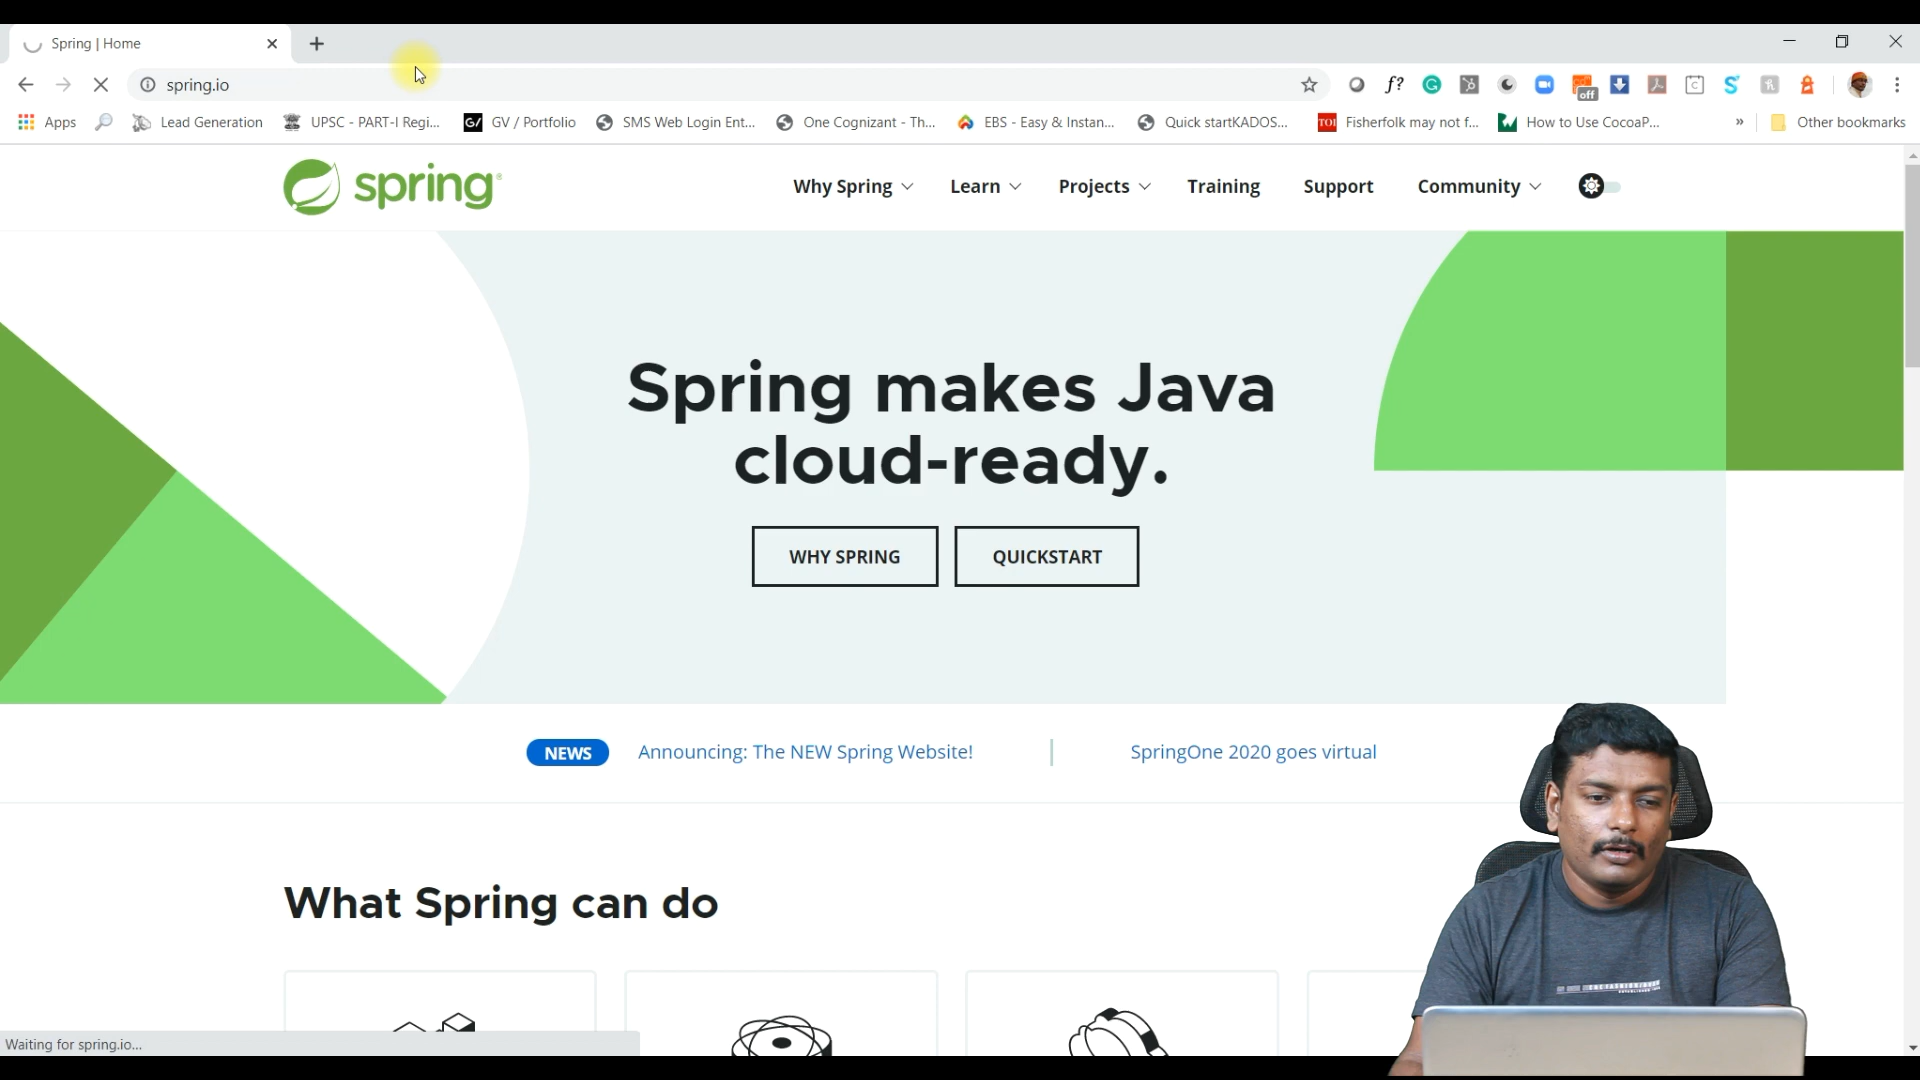 Spring | Home
spring.io
f?
off
Apps
Lead Generation
UPSC - PART-I Regi...
GV / Portfolio
SMS Web Login Ent...
One Cognizant - Th...
EBS - Easy & Instan...
Quick startKADOS...
TOI
Fisherfolk may not f...
How to Use CocoaP...
»
Other bookmarks
spring
Why Spring
Learn
Projects
Training
Support
Community
Spring makes Java
cloud-ready.
WHY SPRING
QUICKSTART
NEWS
Announcing: The NEW Spring Website!
SpringOne 2020 goes virtual
What Spring can do
Waiting for spring.io...